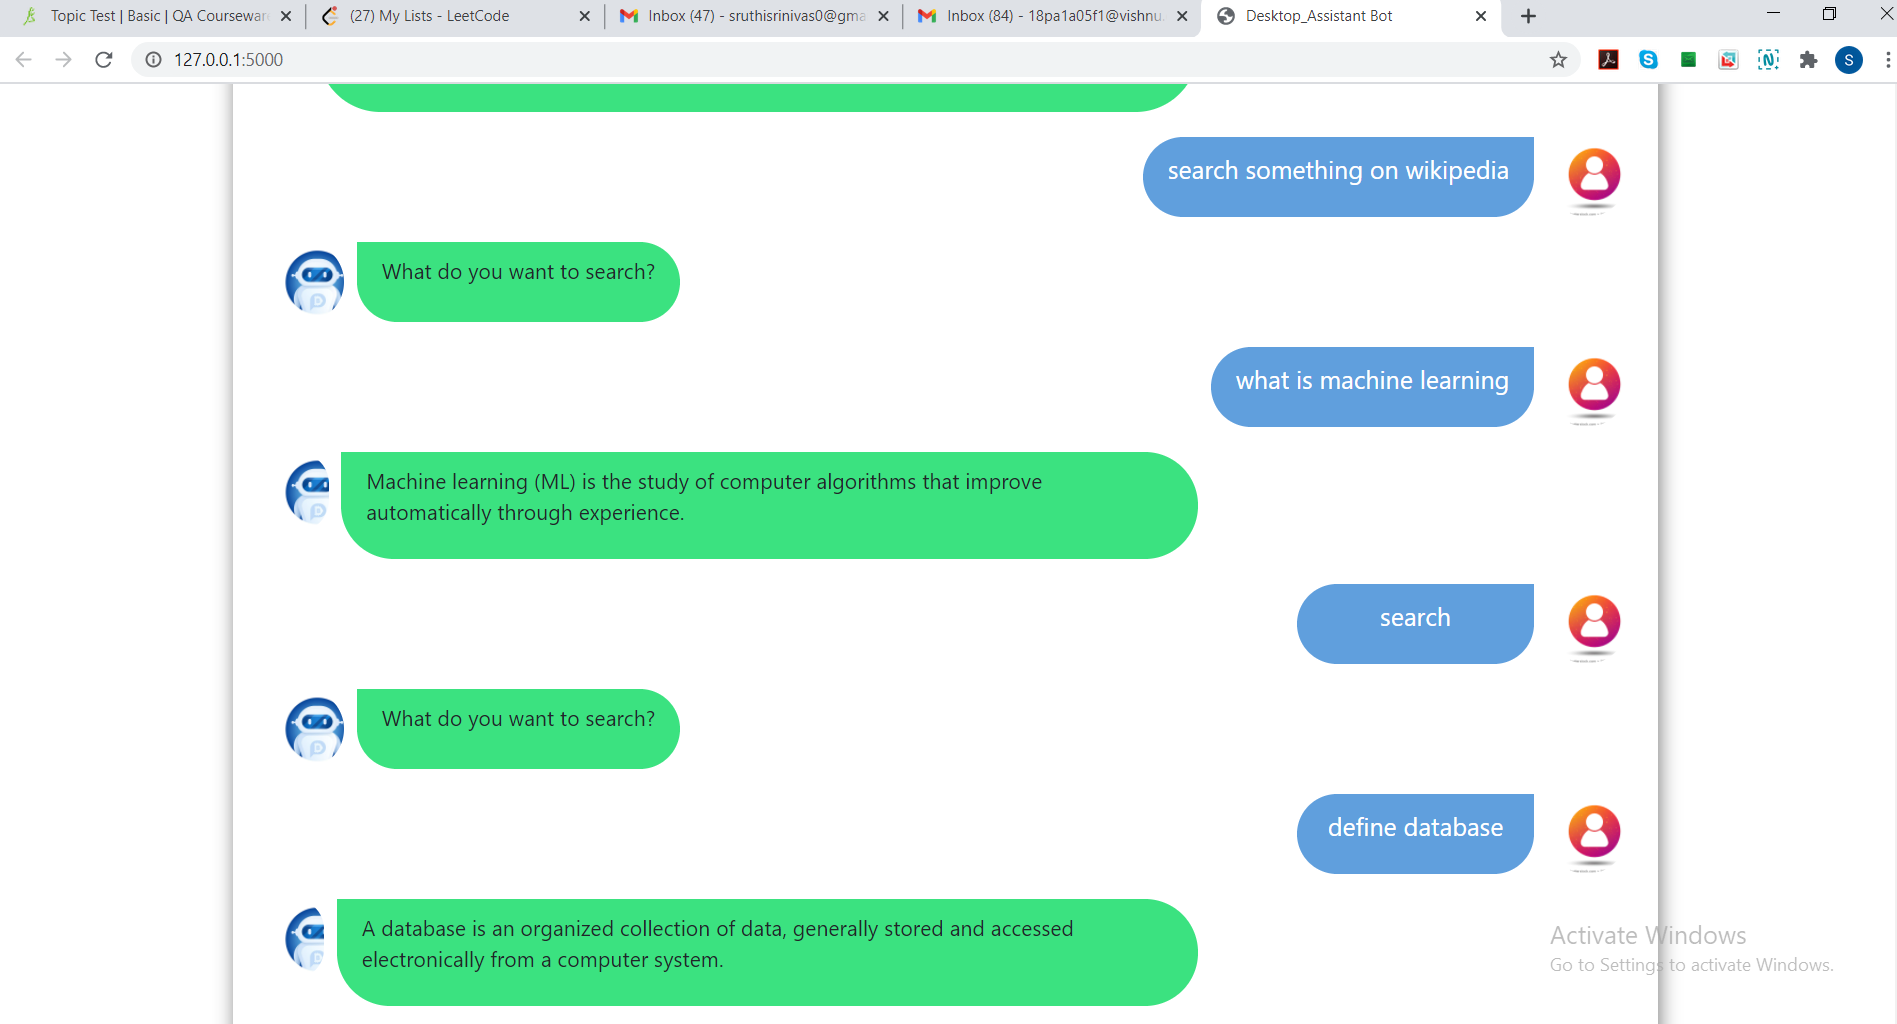 Topic Test | Basic | QA Courseware
(27) My Lists - LeetCode
Inbox (47) - sruthisrinivas0@gma
Inbox (84) - 18pa1a05f1@vishnu.
Desktop_Assistant Bot
127.0.0.1:5000
S
search something on wikipedia
What do you want to search?
what is machine learning
Machine learning (ML) is the study of computer algorithms that improve
automatically through experience.
search
What do you want to search?
define database
A database is an organized collection of data, generally stored and accessed
electronically from a computer system.
Activate Windows
Go to Settings to activate Windows.